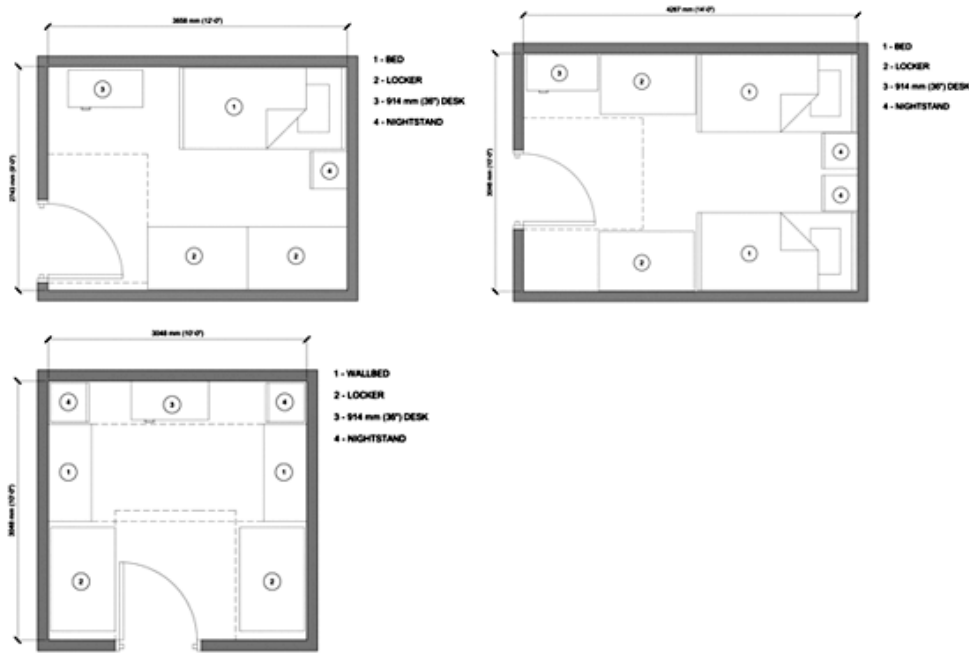 3658 mm (12'-0")
2743 mm (9'-0")
1 - BED
2 - LOCKER
3 - 914 mm (36") DESK
4 - NIGHTSTAND
3
1
4
2
2
4267 mm (14'-0")
3048 mm (10'-0")
1 - BED
2 - LOCKER
3 - 914 mm (36") DESK
4 - NIGHTSTAND
3
2
1
4
4
2
1
3048 mm (10'-0")
3048 mm (10'-0")
1 - WALLBED
2 - LOCKER
3 - 914 mm (36") DESK
4 - NIGHTSTAND
4
3
4
1
1
2
2